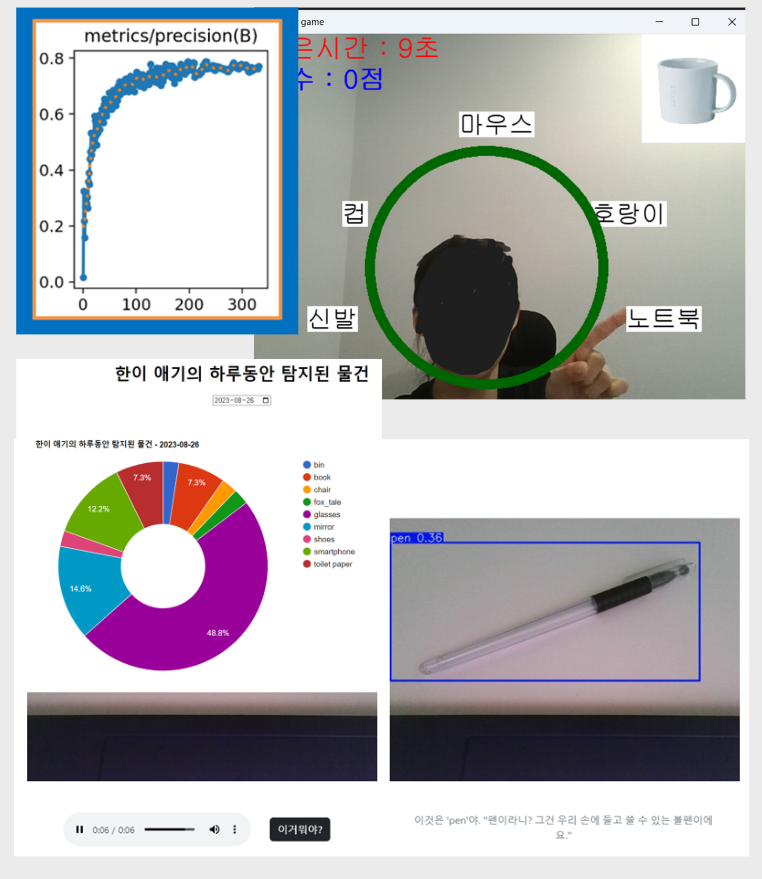 metrics/precision(B)
0.8
0.6
0.4
0.2
0.0
0 100 200 300
game
은시간 : 9초
수 : 0점
마우스
컵
호랑이
신발
노트북
한이 애기의 하루동안 탐지된 물건
2023-08-26
한이 애기의 하루동안 탐지된 물건 - 2023-08-26
bin
book
chair
fox_tale
glasses
mirror
shoes
smartphone
toilet paper
7.3%
7.3%
12.2%
14.6%
48.8%
pen 0.36
0:06 / 0:06
이거뭐야?
이것은 'pen'야. "펜이라니? 그건 우리 손에 들고 쓸 수 있는 볼펜이에
요."